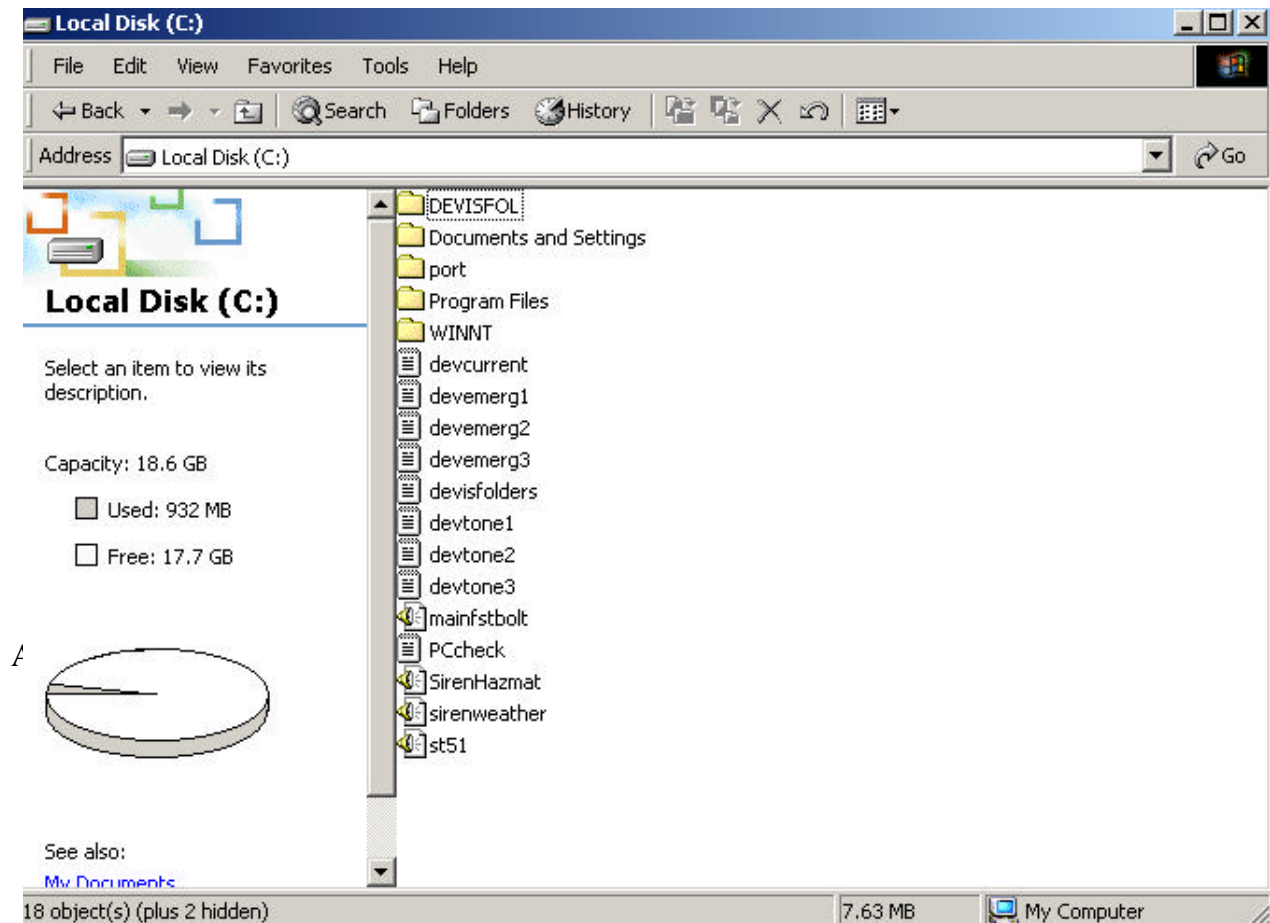 Local Disk (C:)
File Edit View Favorites Tools Help
Back Search Folders History
Address Local Disk (C:) Go
Local Disk (C:)
Select an item to view its
description.
Capacity: 18.6 GB
Used: 932 MB
Free: 17.7 GB
A
See also:
My Documents
DEVISFOL
Documents and Settings
port
Program Files
WINNT
devcurrent
devemerg1
devemerg2
devemerg3
devisfolders
devtone1
devtone2
devtone3
mainfstbolt
PCcheck
SirenHazmat
sirenweather
st51
18 object(s) (plus 2 hidden) 7.63 MB My Computer